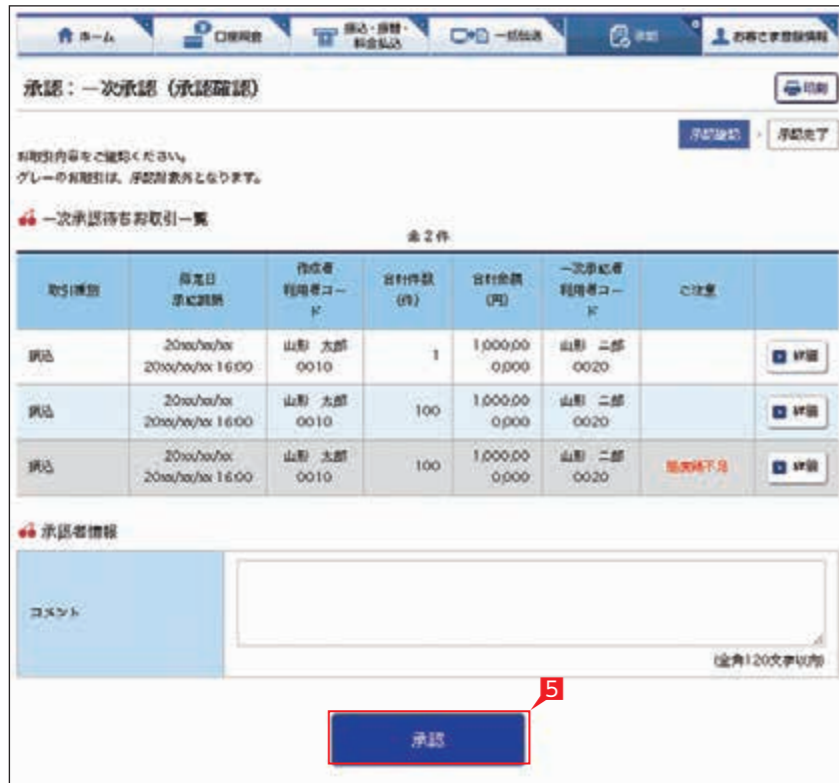 ホーム
口座照会
振込・振替・
料金払込
一括伝送
承認
お客さま登録情報
承認：一次承認（承認確認）
印刷
承認確認
承認完了
お取引内容をご確認ください。
グレーのお取引は、承認対象外となります。
一次承認待ちお取引一覧
全2件
取引種別
指定日
承認期限
作成者
利用者コー
ド
合計件数
(件)
合計金額
(円)
一次承認者
利用者コー
ド
ご注意
振込
20xx/xx/xx
20xx/xx/xx 16:00
山形 太郎
0010
1
1,000,00
0,000
山形 二郎
0020
詳細
振込
20xx/xx/xx
20xx/xx/xx 16:00
山形 太郎
0010
100
1,000,00
0,000
山形 二郎
0020
詳細
振込
20xx/xx/xx
20xx/xx/xx 16:00
山形 太郎
0010
100
1,000,00
0,000
山形 二郎
0020
限度額不足
詳細
承認者情報
コメント
(全角120文字以内)
5
承認